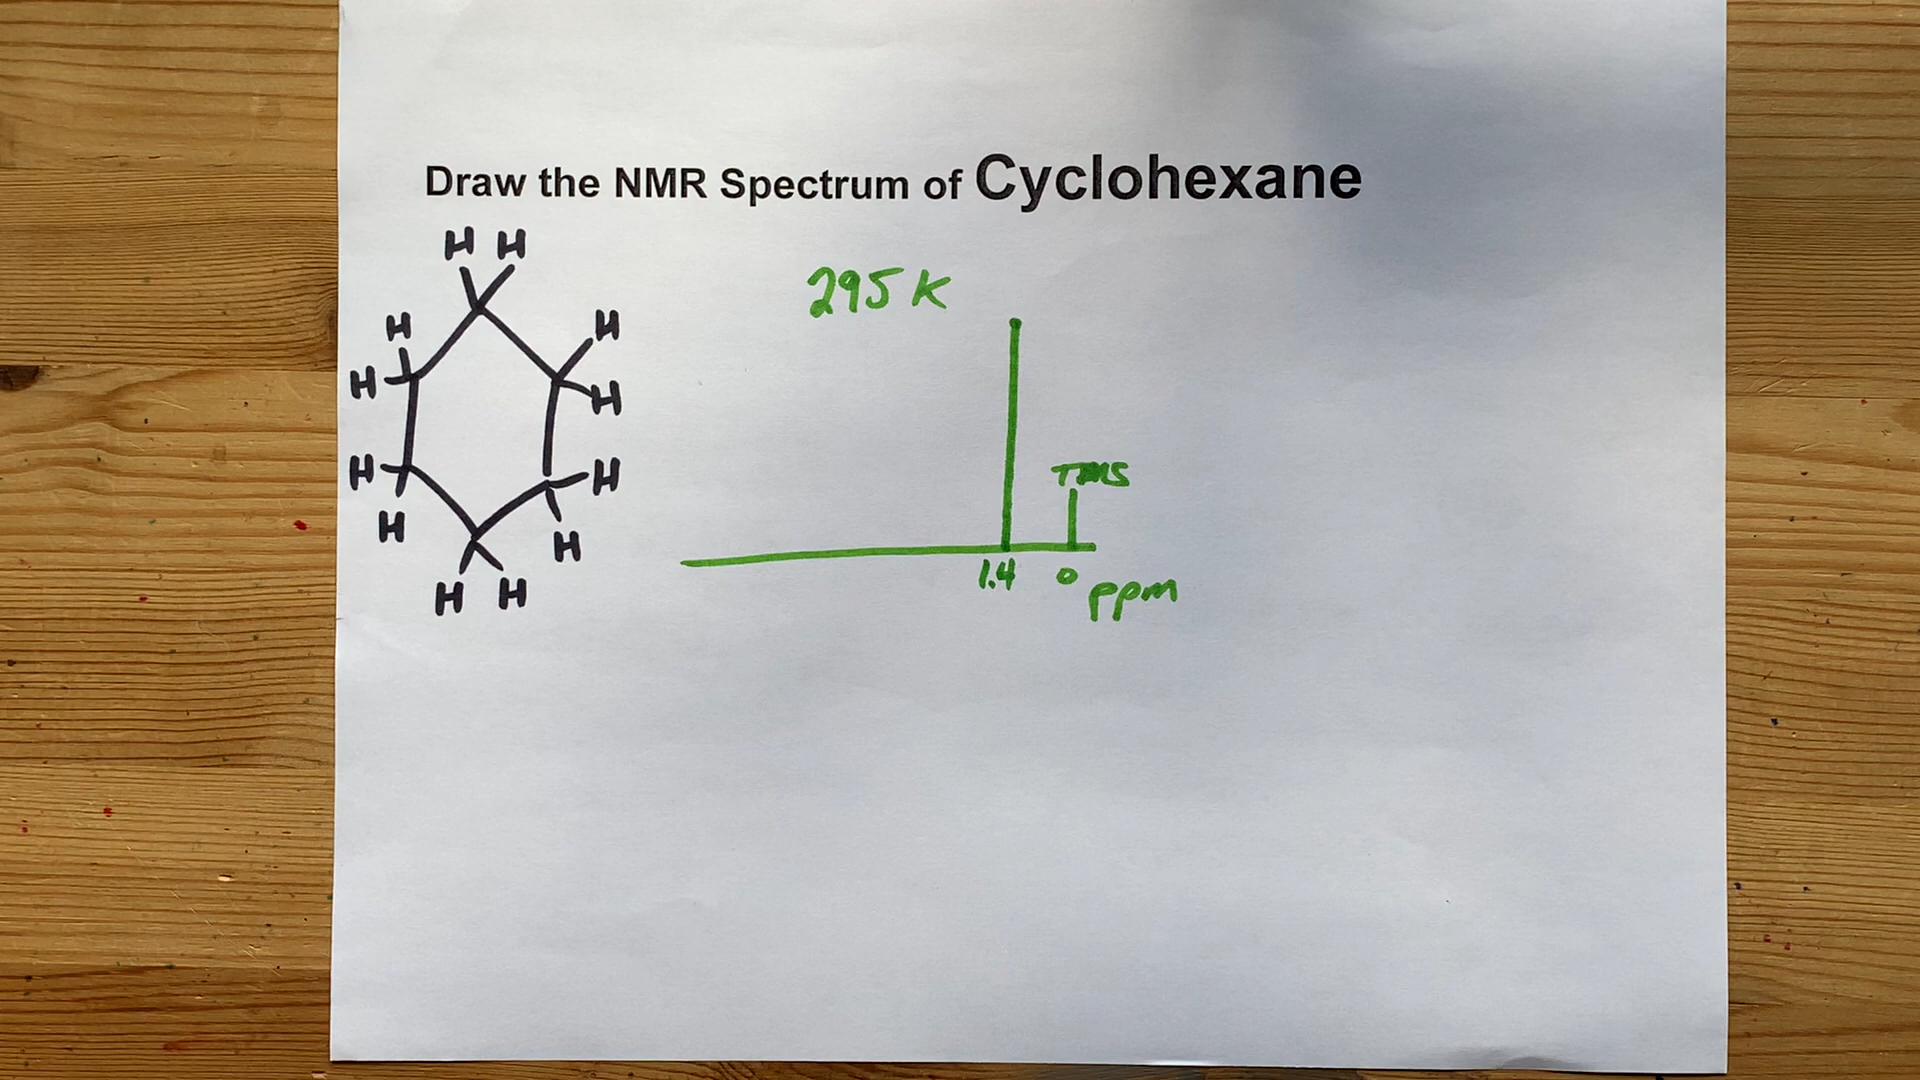 Draw the NMR Spectrum of Cyclohexane
H H
295 K
H H
H H
TMS
H H
H H
1.4 0 ppm
H H